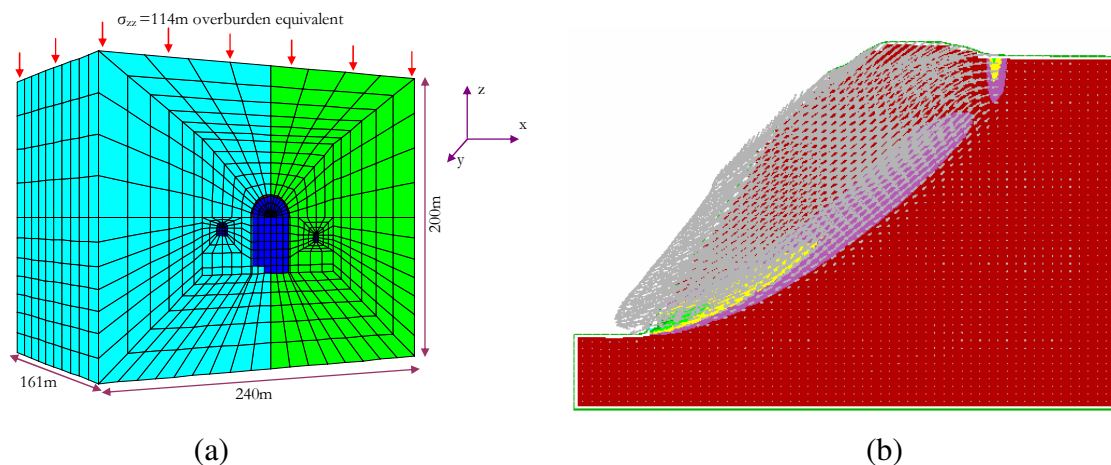 σzz =114m overburden equivalent
z
x
y
200m
161m
240m
(a)
(b)